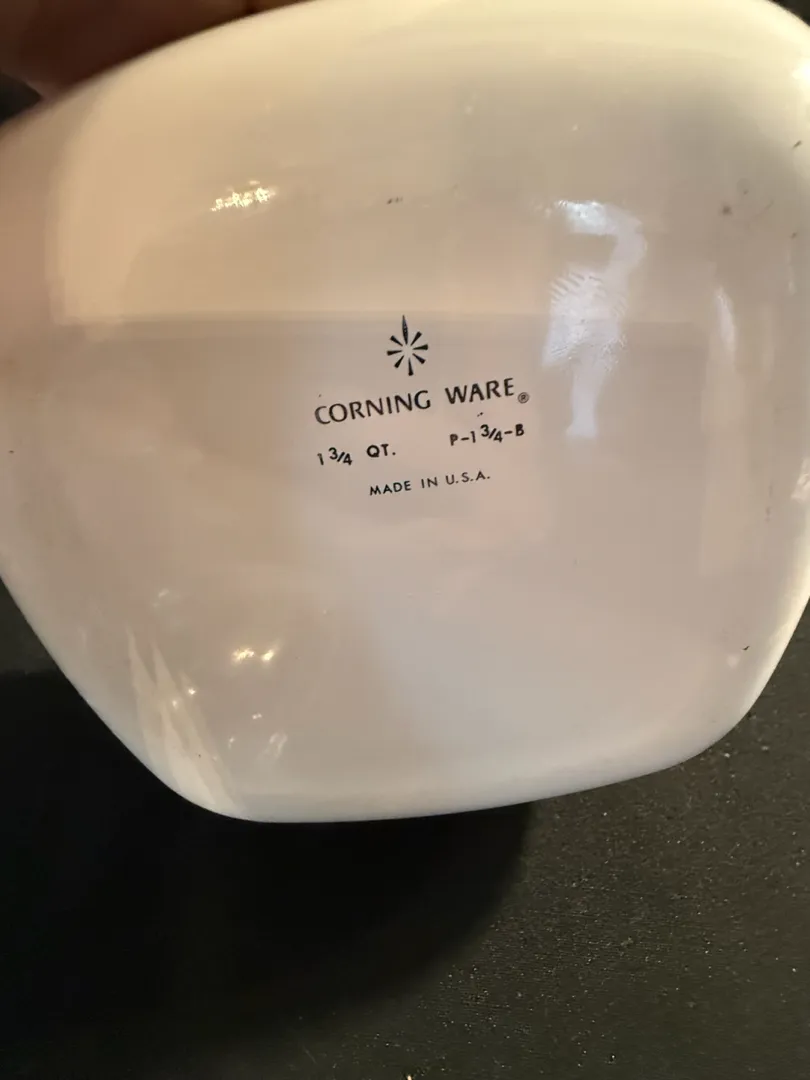 CORNING WARE®
1 3/4 QT. P-1 3/4-B
MADE IN U.S.A.